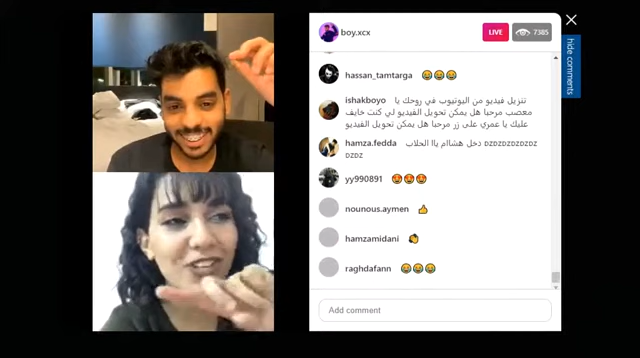 boy.xcx
LIVE
7385
hide comments
hassan_tamtarga
ishakboyo تنزيل فيديو من اليوتيوب في روحك يا
معصب مرحبا هل يمكن تحويل الفيديو لي كنت خايف
عليك يا عمري على زر مرحبا هل يمكن تحويل الفيديو
hamza.fedda دخل هشاام ياا الحلاب DZDZDZDZDZDZ
DZDZ
yy990891
nounous.aymen
hamzamidani
raghdafann
Add comment